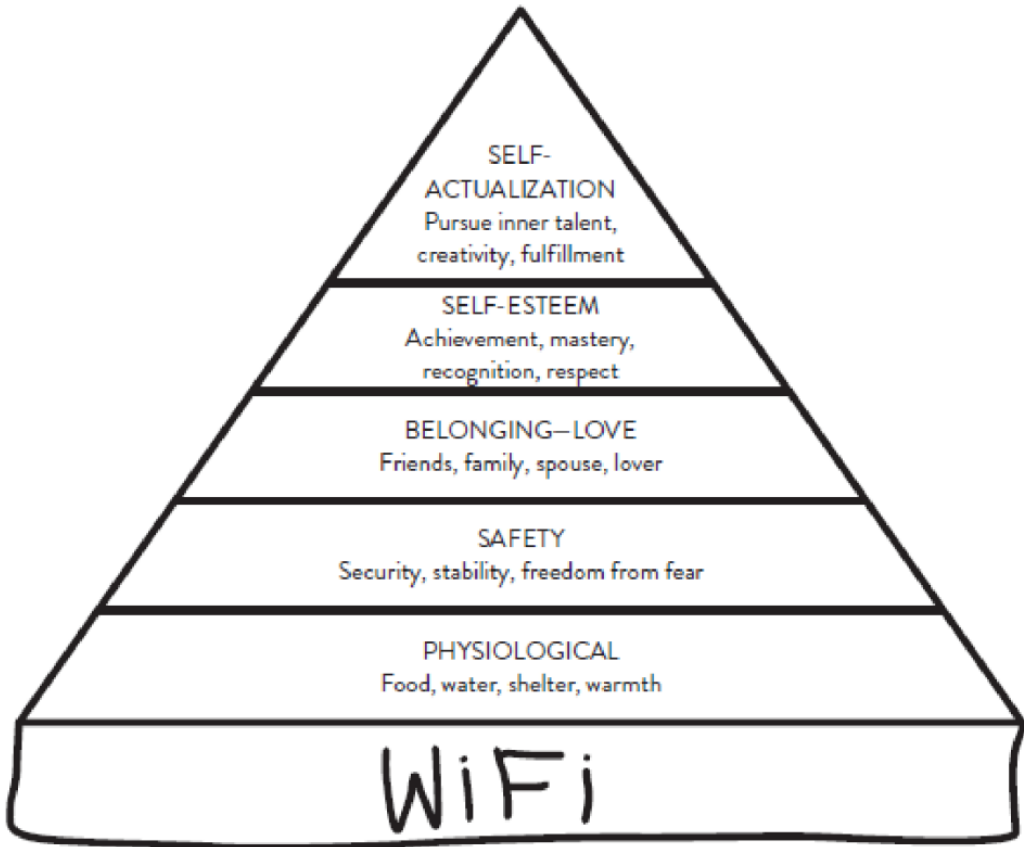 SELF-
ACTUALIZATION
Pursue inner talent,
creativity, fulfillment
SELF-ESTEEM
Achievement, mastery,
recognition, respect
BELONGING—LOVE
Friends, family, spouse, lover
SAFETY
Security, stability, freedom from fear
PHYSIOLOGICAL
Food, water, shelter, warmth
WiFi